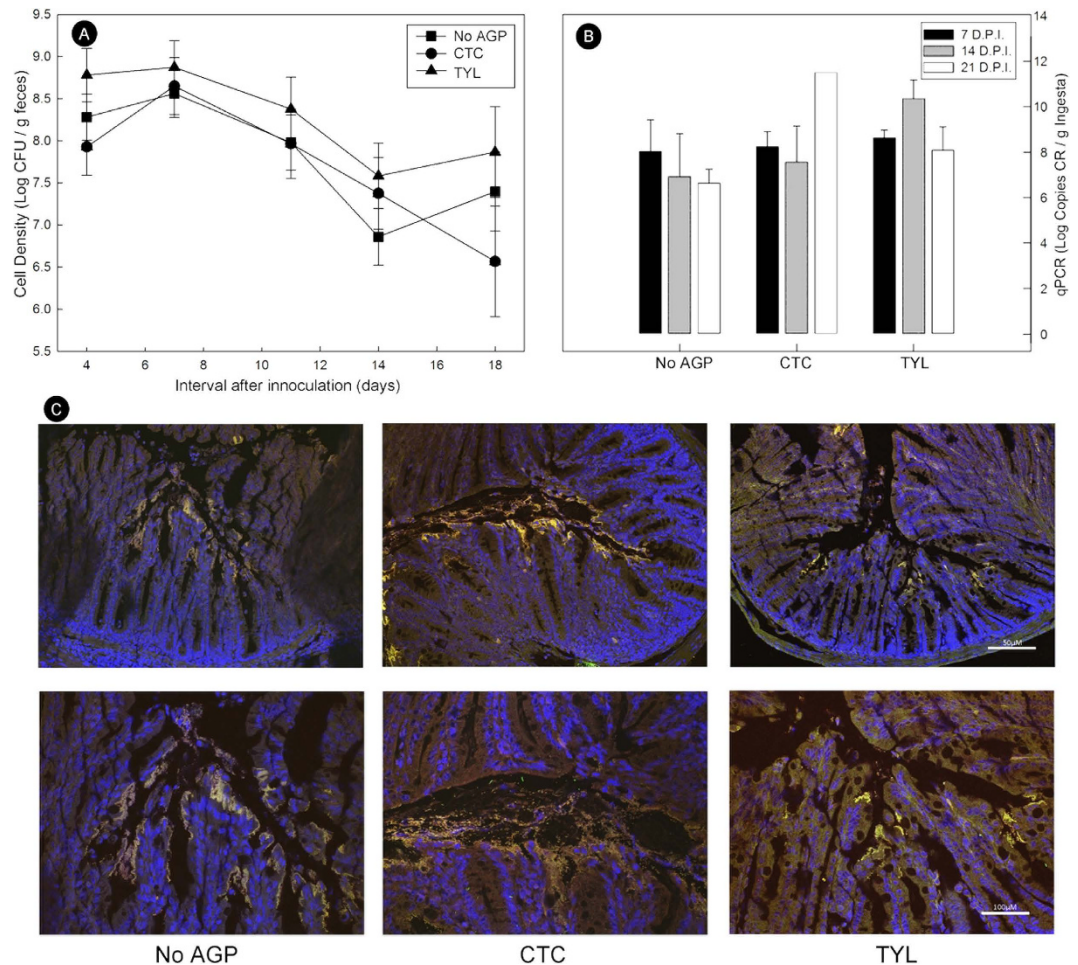 A
9.5
9.0
8.5
8.0
7.5
7.0
6.5
6.0
5.5
Cell Density (Log CFU / g feces)
4 6 8 10 12 14 16 18
Interval after innoculation (days)
No AGP
CTC
TYL
B
7 D.P.I.
14 D.P.I.
21 D.P.I.
14
12
10
8
6
4
2
0
qPCR (Log Copies CR / g Ingesta)
No AGP CTC TYL
C
50µM
100µM
No AGP CTC TYL